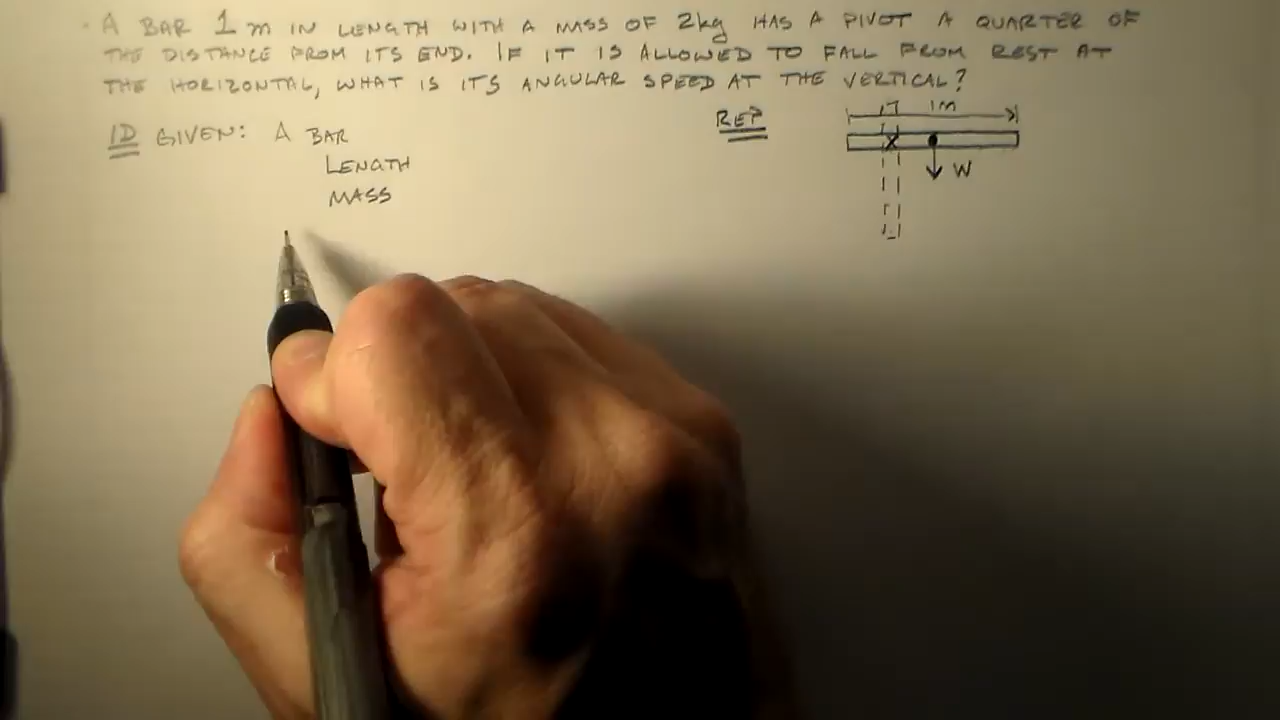 A BAR 1m IN LENGTH WITH A MASS OF 2kg HAS A PIVOT A QUARTER OF
THE DISTANCE FROM ITS END. IF IT IS ALLOWED TO FALL FROM REST AT
THE HORIZONTAL, WHAT IS ITS ANGULAR SPEED AT THE VERTICAL?
ID GIVEN: A BAR
LENGTH
MASS
REP
1m
W